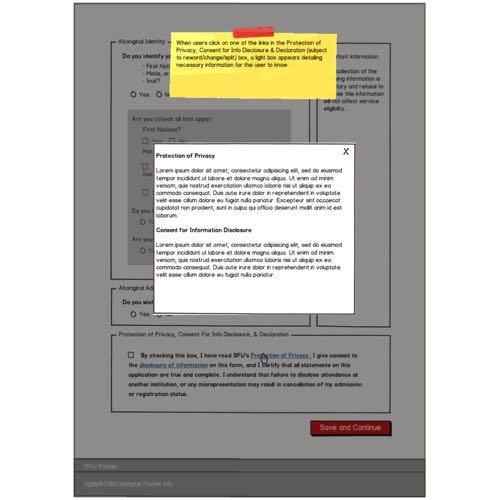 When users click on one of the links in the Protection of
Privacy, Consent for Info Disclosure & Declaration (subject
to reword/change/split) box, a light box appears detailing
necessary information for the user to know.
Aboriginal Identity
Do you identify
- First Nat
- Metis, or
- Inuit?
Yes
Are you (check all that apply):
First Nations?
Yes No
ortant information
collection of the
wing information is
tary and refusal to
de this information
will not affect service
eligibility...
X
Protection of Privacy
Lorem ipsum dolor sit amet, consectetur adipisicing elit, sed do eiusmod
tempor incididunt ut labore et dolore magna aliqua. Ut enim ad minim
veniam, quis nostrud exercitation ullamco laboris nisi ut aliquip ex ea
commodo consequat. Duis aute irure dolor in reprehenderit in voluptate
velit esse cillum dolore eu fugiat nulla pariatur. Excepteur sint occaecat
cupidatat non proident, sunt in culpa qui officia deserunt mollit anim id est
laborum.
Consent for Information Disclosure
Lorem ipsum dolor sit amet, consectetur adipisicing elit, sed do eiusmod
tempor incididunt ut labore et dolore magna aliqua. Ut enim ad minim
veniam, quis nostrud exercitation ullamco laboris nisi ut aliquip ex ea
commodo consequat. Duis aute irure dolor in reprehenderit in voluptate
velit esse cillum dolore eu fugiat nulla pariatur.
Aboriginal Ad
Do you wish
Yes
Protection of Privacy, Consent For Info Disclosure, & Declaration
By checking this box, I have read SFU's Protection of Privacy, I give consent to
the disclosure of information on this form, and I certify that all statements on this
application are true and complete. I understand that failure to disclose attendance at
another institution, or any misrepresentation may result in cancellation of my admission
or registration status.
Save and Continue
SFU Footer
ApplyBC/BCcampus Footer Info